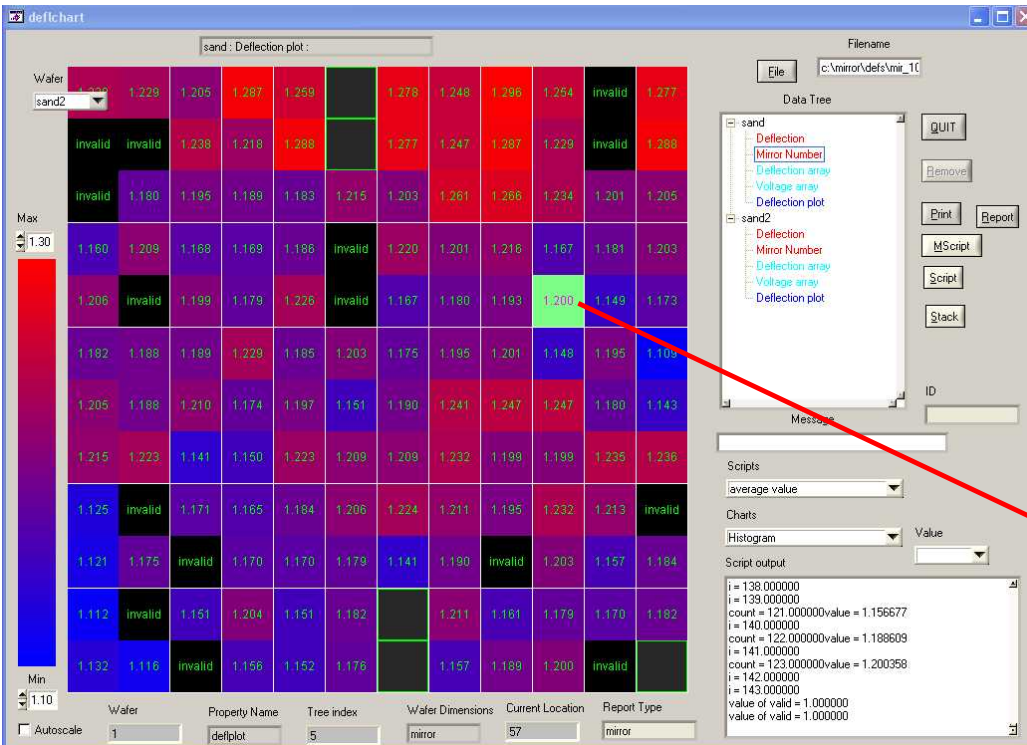 deflchart
sand : Deflection plot :
Filename
File c:\mirror\defs\mir_10
Wafer
sand2
Data Tree
sand
Deflection
Mirror Number
Deflection array
Voltage array
Deflection plot
sand2
Deflection
Mirror Number
Deflection array
Voltage array
Deflection plot
QUIT
Remove
Print Report
MScript
Script
Stack
ID
Max
1.30
1.229 1.205 1.287 1.259 1.278 1.248 1.296 1.254 invalid 1.277
invalid invalid 1.238 1.218 1.288 1.277 1.247 1.287 1.229 invalid 1.288
invalid 1.180 1.195 1.189 1.183 1.215 1.203 1.261 1.266 1.234 1.201 1.205
1.160 1.209 1.168 1.169 1.186 invalid 1.220 1.201 1.216 1.167 1.181 1.203
1.206 invalid 1.199 1.179 1.226 invalid 1.167 1.180 1.193 1.200 1.149 1.173
1.182 1.188 1.189 1.229 1.185 1.203 1.175 1.195 1.201 1.148 1.195 1.109
1.205 1.188 1.210 1.174 1.197 1.151 1.190 1.241 1.247 1.247 1.180 1.143
1.215 1.223 1.141 1.150 1.223 1.209 1.209 1.232 1.199 1.199 1.235 1.236
1.125 invalid 1.171 1.165 1.184 1.206 1.224 1.211 1.195 1.232 1.213 invalid
1.121 1.175 invalid 1.170 1.170 1.179 1.141 1.190 invalid 1.203 1.157 1.184
1.112 invalid 1.151 1.204 1.151 1.182 1.211 1.161 1.179 1.170 1.182
1.132 1.116 invalid 1.156 1.152 1.176 1.157 1.189 1.200 invalid
Min
1.10
Autoscale
Wafer
1
Property Name
deflplot
Tree index
5
Wafer Dimensions
mirror
Current Location
57
Report Type
mirror
Message
Scripts
average value
Charts
Histogram
Value
Script output
i = 138.000000
i = 139.000000
count = 121.000000value = 1.156677
i = 140.000000
count = 122.000000value = 1.188609
i = 141.000000
count = 123.000000value = 1.200358
i = 142.000000
i = 143.000000
value of valid = 1.000000
value of valid = 1.000000